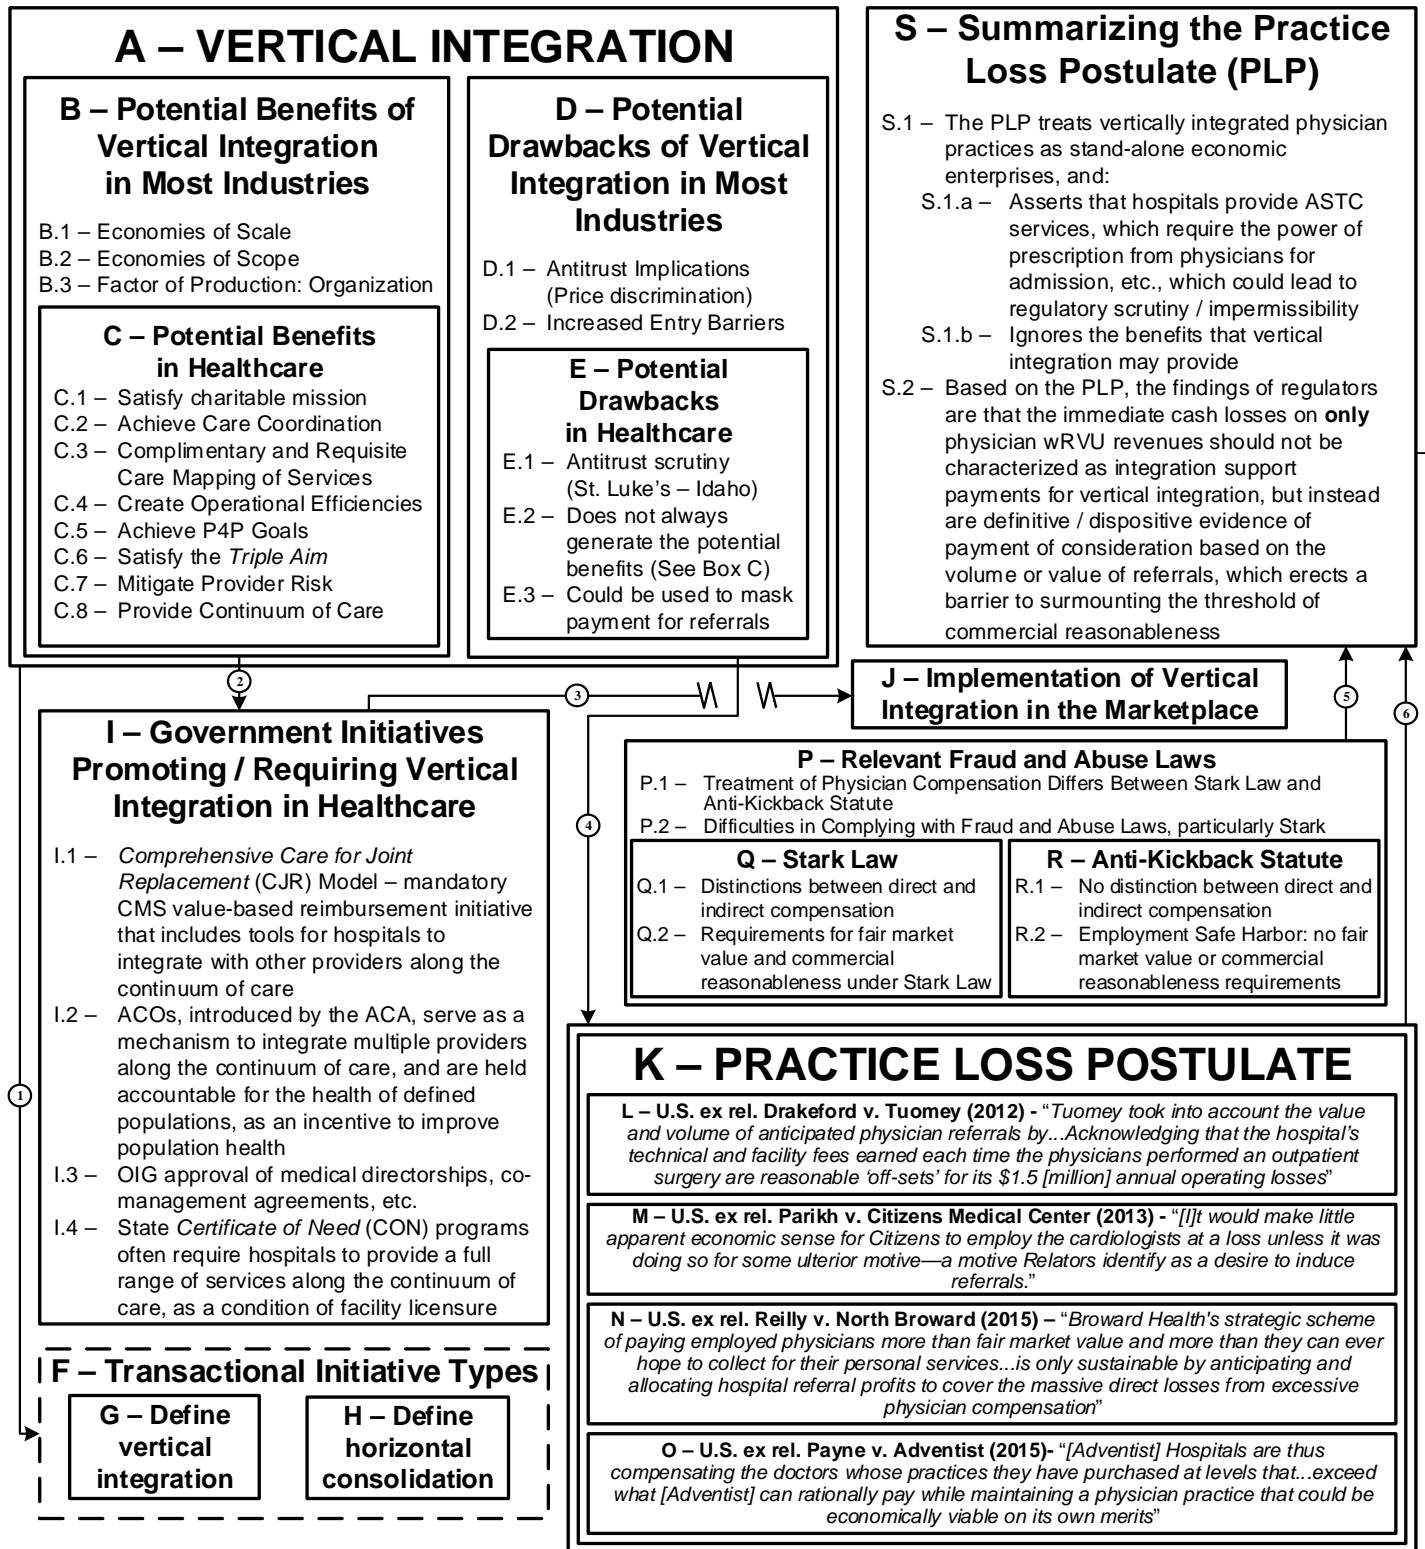 A – VERTICAL INTEGRATION
B – Potential Benefits of
Vertical Integration
in Most Industries
B.1 – Economies of Scale
B.2 – Economies of Scope
B.3 – Factor of Production: Organization
C – Potential Benefits
in Healthcare
C.1 – Satisfy charitable mission
C.2 – Achieve Care Coordination
C.3 – Complimentary and Requisite
Care Mapping of Services
C.4 – Create Operational Efficiencies
C.5 – Achieve P4P Goals
C.6 – Satisfy the Triple Aim
C.7 – Mitigate Provider Risk
C.8 – Provide Continuum of Care
D – Potential
Drawbacks of Vertical
Integration in Most
Industries
D.1 – Antitrust Implications
(Price discrimination)
D.2 – Increased Entry Barriers
E – Potential
Drawbacks
in Healthcare
E.1 – Antitrust scrutiny
(St. Luke's – Idaho)
E.2 – Does not always
generate the potential
benefits (See Box C)
E.3 – Could be used to mask
payment for referrals
S – Summarizing the Practice
Loss Postulate (PLP)
S.1 – The PLP treats vertically integrated physician
practices as stand-alone economic
enterprises, and:
S.1.a – Asserts that hospitals provide ASTC
services, which require the power of
prescription from physicians for
admission, etc., which could lead to
regulatory scrutiny / impermissibility
S.1.b – Ignores the benefits that vertical
integration may provide
S.2 – Based on the PLP, the findings of regulators
are that the immediate cash losses on only
physician wRVU revenues should not be
characterized as integration support
payments for vertical integration, but instead
are definitive / dispositive evidence of
payment of consideration based on the
volume or value of referrals, which erects a
barrier to surmounting the threshold of
commercial reasonableness
2
3
5
6
4
1
J – Implementation of Vertical
Integration in the Marketplace
I – Government Initiatives
Promoting / Requiring Vertical
Integration in Healthcare
I.1 – Comprehensive Care for Joint
Replacement (CJR) Model – mandatory
CMS value-based reimbursement initiative
that includes tools for hospitals to
integrate with other providers along the
continuum of care
I.2 – ACOs, introduced by the ACA, serve as a
mechanism to integrate multiple providers
along the continuum of care, and are held
accountable for the health of defined
populations, as an incentive to improve
population health
I.3 – OIG approval of medical directorships, co-
management agreements, etc.
I.4 – State Certificate of Need (CON) programs
often require hospitals to provide a full
range of services along the continuum of
care, as a condition of facility licensure
F – Transactional Initiative Types
G – Define
vertical
integration
H – Define
horizontal
consolidation
P – Relevant Fraud and Abuse Laws
P.1 – Treatment of Physician Compensation Differs Between Stark Law and
Anti-Kickback Statute
P.2 – Difficulties in Complying with Fraud and Abuse Laws, particularly Stark
Q – Stark Law
Q.1 – Distinctions between direct and
indirect compensation
Q.2 – Requirements for fair market
value and commercial
reasonableness under Stark Law
R – Anti-Kickback Statute
R.1 – No distinction between direct and
indirect compensation
R.2 – Employment Safe Harbor: no fair
market value or commercial
reasonableness requirements
K – PRACTICE LOSS POSTULATE
L – U.S. ex rel. Drakeford v. Tuomey (2012) - “Tuomey took into account the value
and volume of anticipated physician referrals by...Acknowledging that the hospital’s
technical and facility fees earned each time the physicians performed an outpatient
surgery are reasonable ‘off-sets’ for its $1.5 [million] annual operating losses”
M – U.S. ex rel. Parikh v. Citizens Medical Center (2013) - “[I]t would make little
apparent economic sense for Citizens to employ the cardiologists at a loss unless it was
doing so for some ulterior motive—a motive Relators identify as a desire to induce
referrals.”
N – U.S. ex rel. Reilly v. North Broward (2015) – “Broward Health's strategic scheme
of paying employed physicians more than fair market value and more than they can ever
hope to collect for their personal services...is only sustainable by anticipating and
allocating hospital referral profits to cover the massive direct losses from excessive
physician compensation”
O – U.S. ex rel. Payne v. Adventist (2015)- “[Adventist] Hospitals are thus
compensating the doctors whose practices they have purchased at levels that...exceed
what [Adventist] can rationally pay while maintaining a physician practice that could be
economically viable on its own merits”